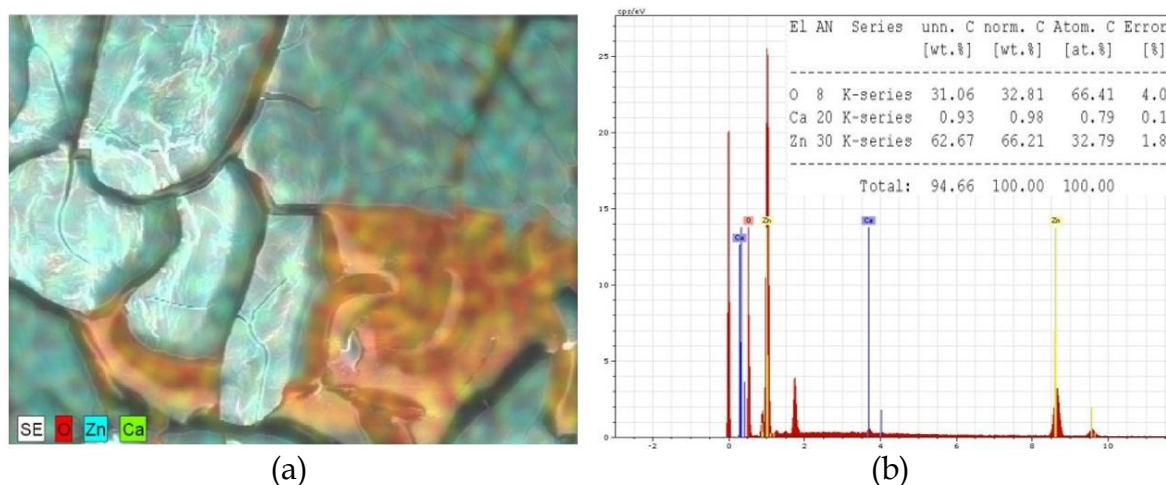 SE O Zn Ca
(a)
cps/eV
El AN Series unn. C norm. C Atom. C Error
[wt.%] [wt.%] [at.%] [%]
O 8 K-series 31.06 32.81 66.41 4.0
Ca 20 K-series 0.93 0.98 0.79 0.1
Zn 30 K-series 62.67 66.21 32.79 1.8
Total: 94.66 100.00 100.00
25
20
15
10
5
0
Ca O Zn Ca Zn
-2 0 2 4 6 8 10
(b)